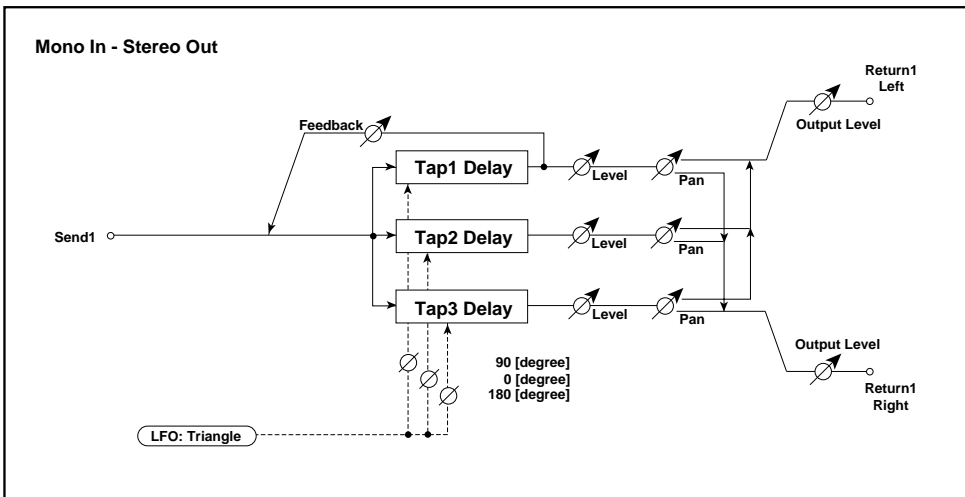 Mono In - Stereo Out
Return1
Left
Output Level
Feedback
Tap1 Delay
Level
Pan
Send1
Tap2 Delay
Level
Pan
Tap3 Delay
Level
Pan
Output Level
90 [degree]
0 [degree]
180 [degree]
Return1
Right
LFO: Triangle